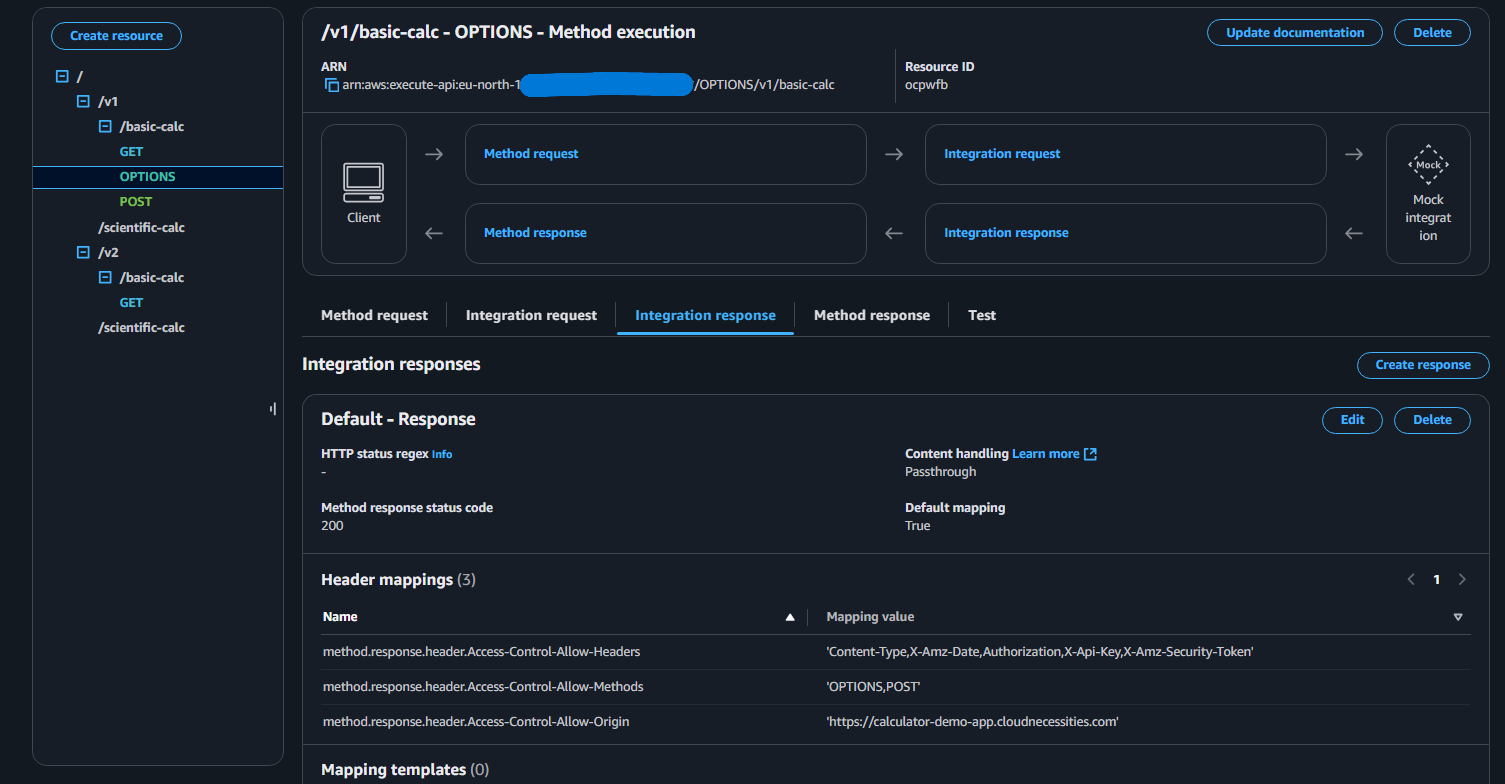 Create resource
/
/v1
/basic-calc
GET
OPTIONS
POST
/scientific-calc
/v2
/basic-calc
GET
/scientific-calc
/v1/basic-calc - OPTIONS - Method execution
Update documentation
Delete
ARN
arn:aws:execute-api:eu-north-1
/OPTIONS/v1/basic-calc
Resource ID
ocpwfb
Client
Method request
Integration request
Method response
Integration response
Mock
Mock
integrat
ion
Method request
Integration request
Integration response
Method response
Test
Integration responses
Create response
Default - Response
Edit
Delete
HTTP status regex Info
-
Content handling Learn more
Passthrough
Method response status code
200
Default mapping
True
Header mappings (3)
1
Name
Mapping value
method.response.header.Access-Control-Allow-Headers
'Content-Type,X-Amz-Date,Authorization,X-Api-Key,X-Amz-Security-Token'
method.response.header.Access-Control-Allow-Methods
'OPTIONS,POST'
method.response.header.Access-Control-Allow-Origin
'https://calculator-demo-app.cloudnecessities.com'
Mapping templates (0)